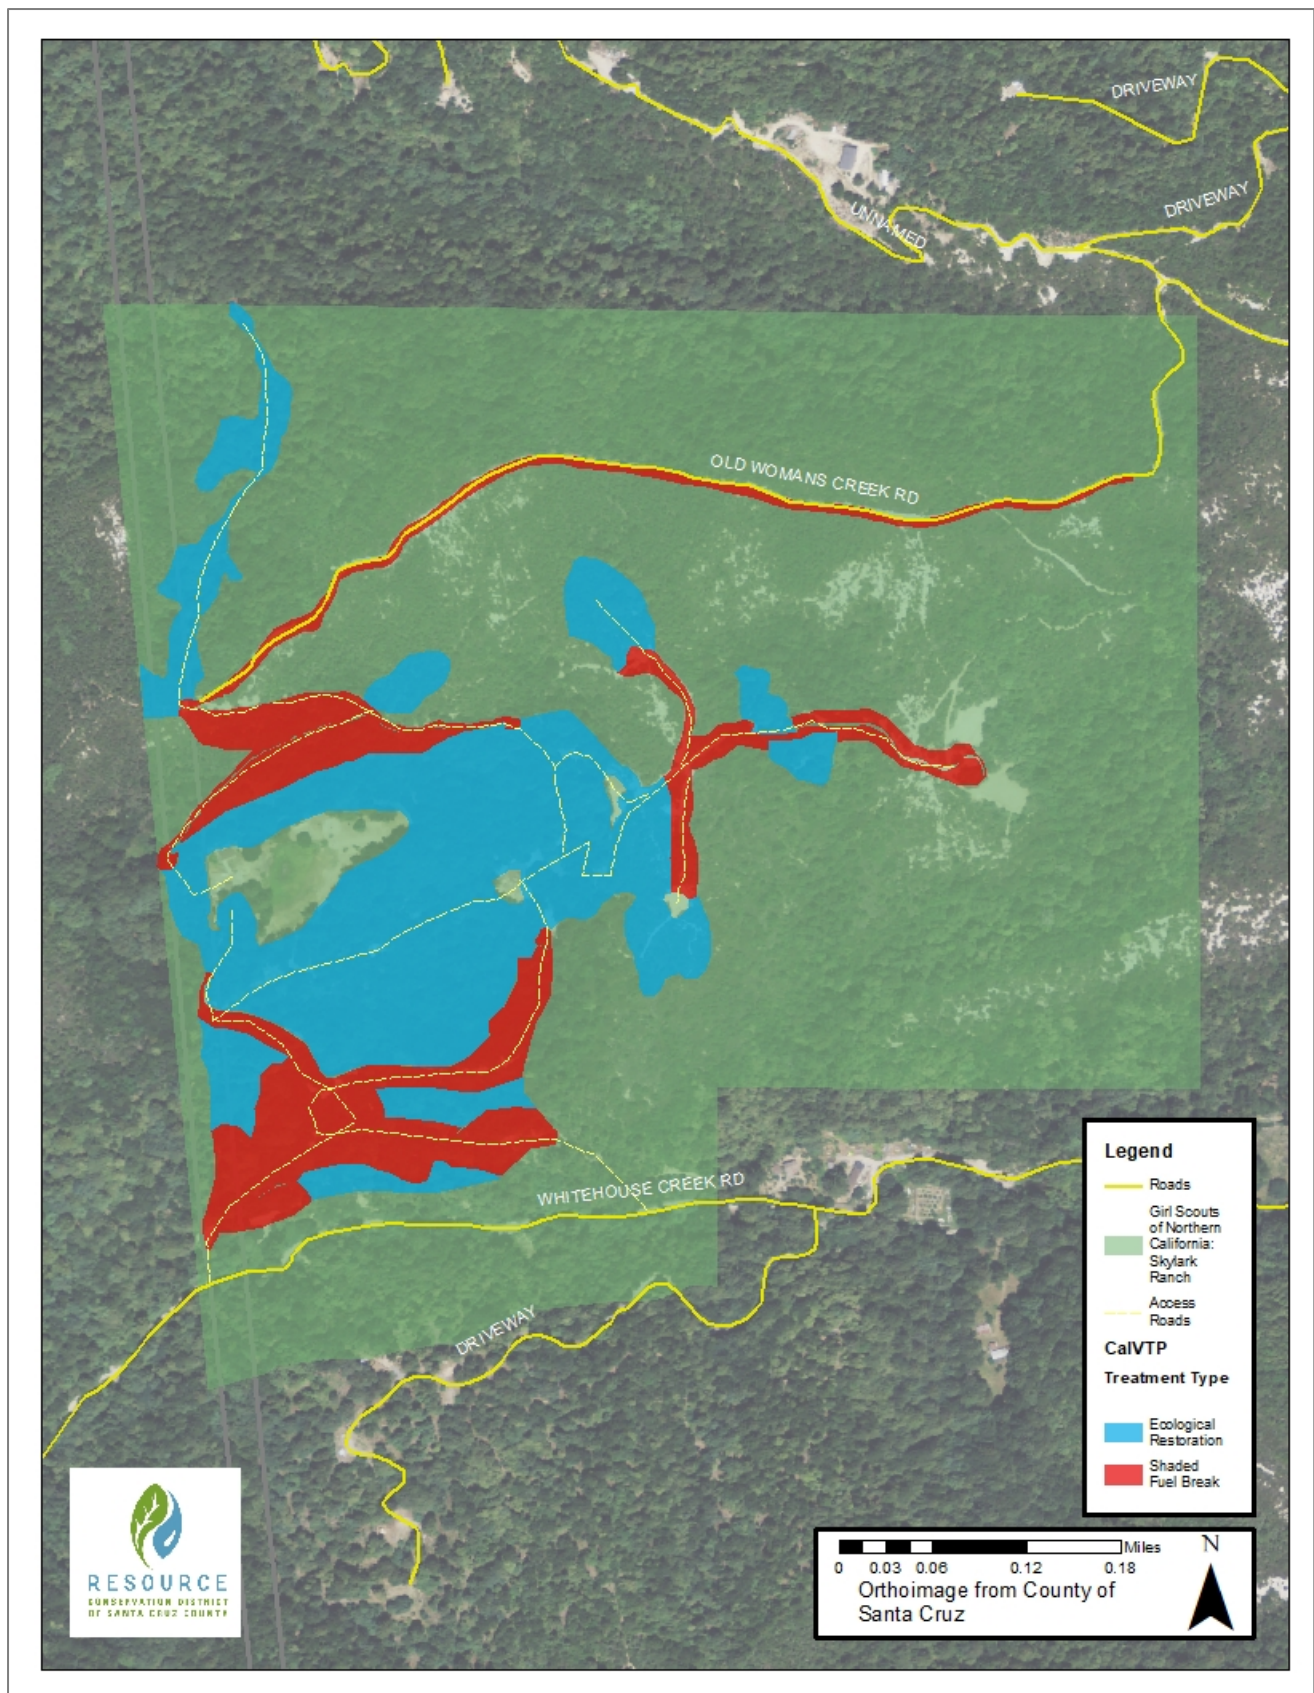 DRIVEWAY
DRIVEWAY
UNNAMED
OLD WOMANS CREEK RD
WHITEHOUSE CREEK RD
DRIVEWAY
Legend
Roads
Girl Scouts
of Northern
California:
Skylark
Ranch
Access
Roads
CalVTP
Treatment Type
Ecological
Restoration
Shaded
Fuel Break
Miles
N
0 0.03 0.06 0.12 0.18
Orthoimage from County of
Santa Cruz
RESOURCE
CONSERVATION DISTRICT
OF SANTA CRUZ COUNTY